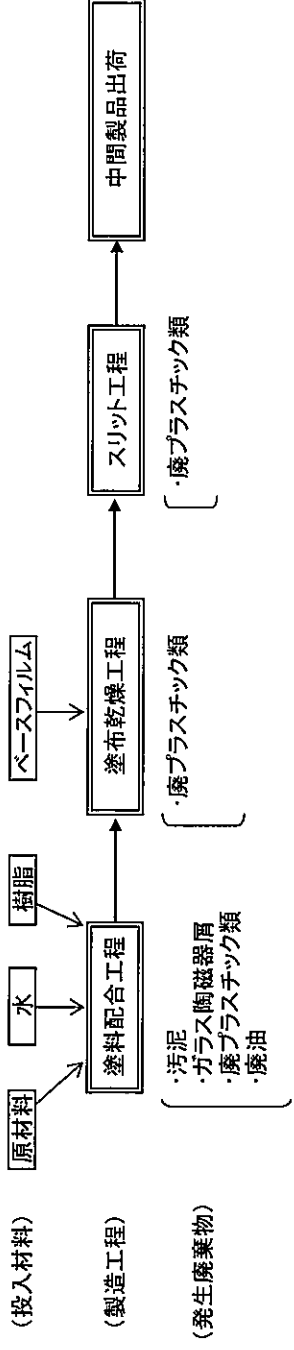 (投入材料)
原材料
水
樹脂
ベースフィルム
(製造工程)
塗料配合工程
塗布乾燥工程
スリット工程
中間製品出荷
(発生廃棄物)
・汚泥
・ガラス陶磁器屑
・廃プラスチック類
・廃油
・廃プラスチック類
・廃プラスチック類